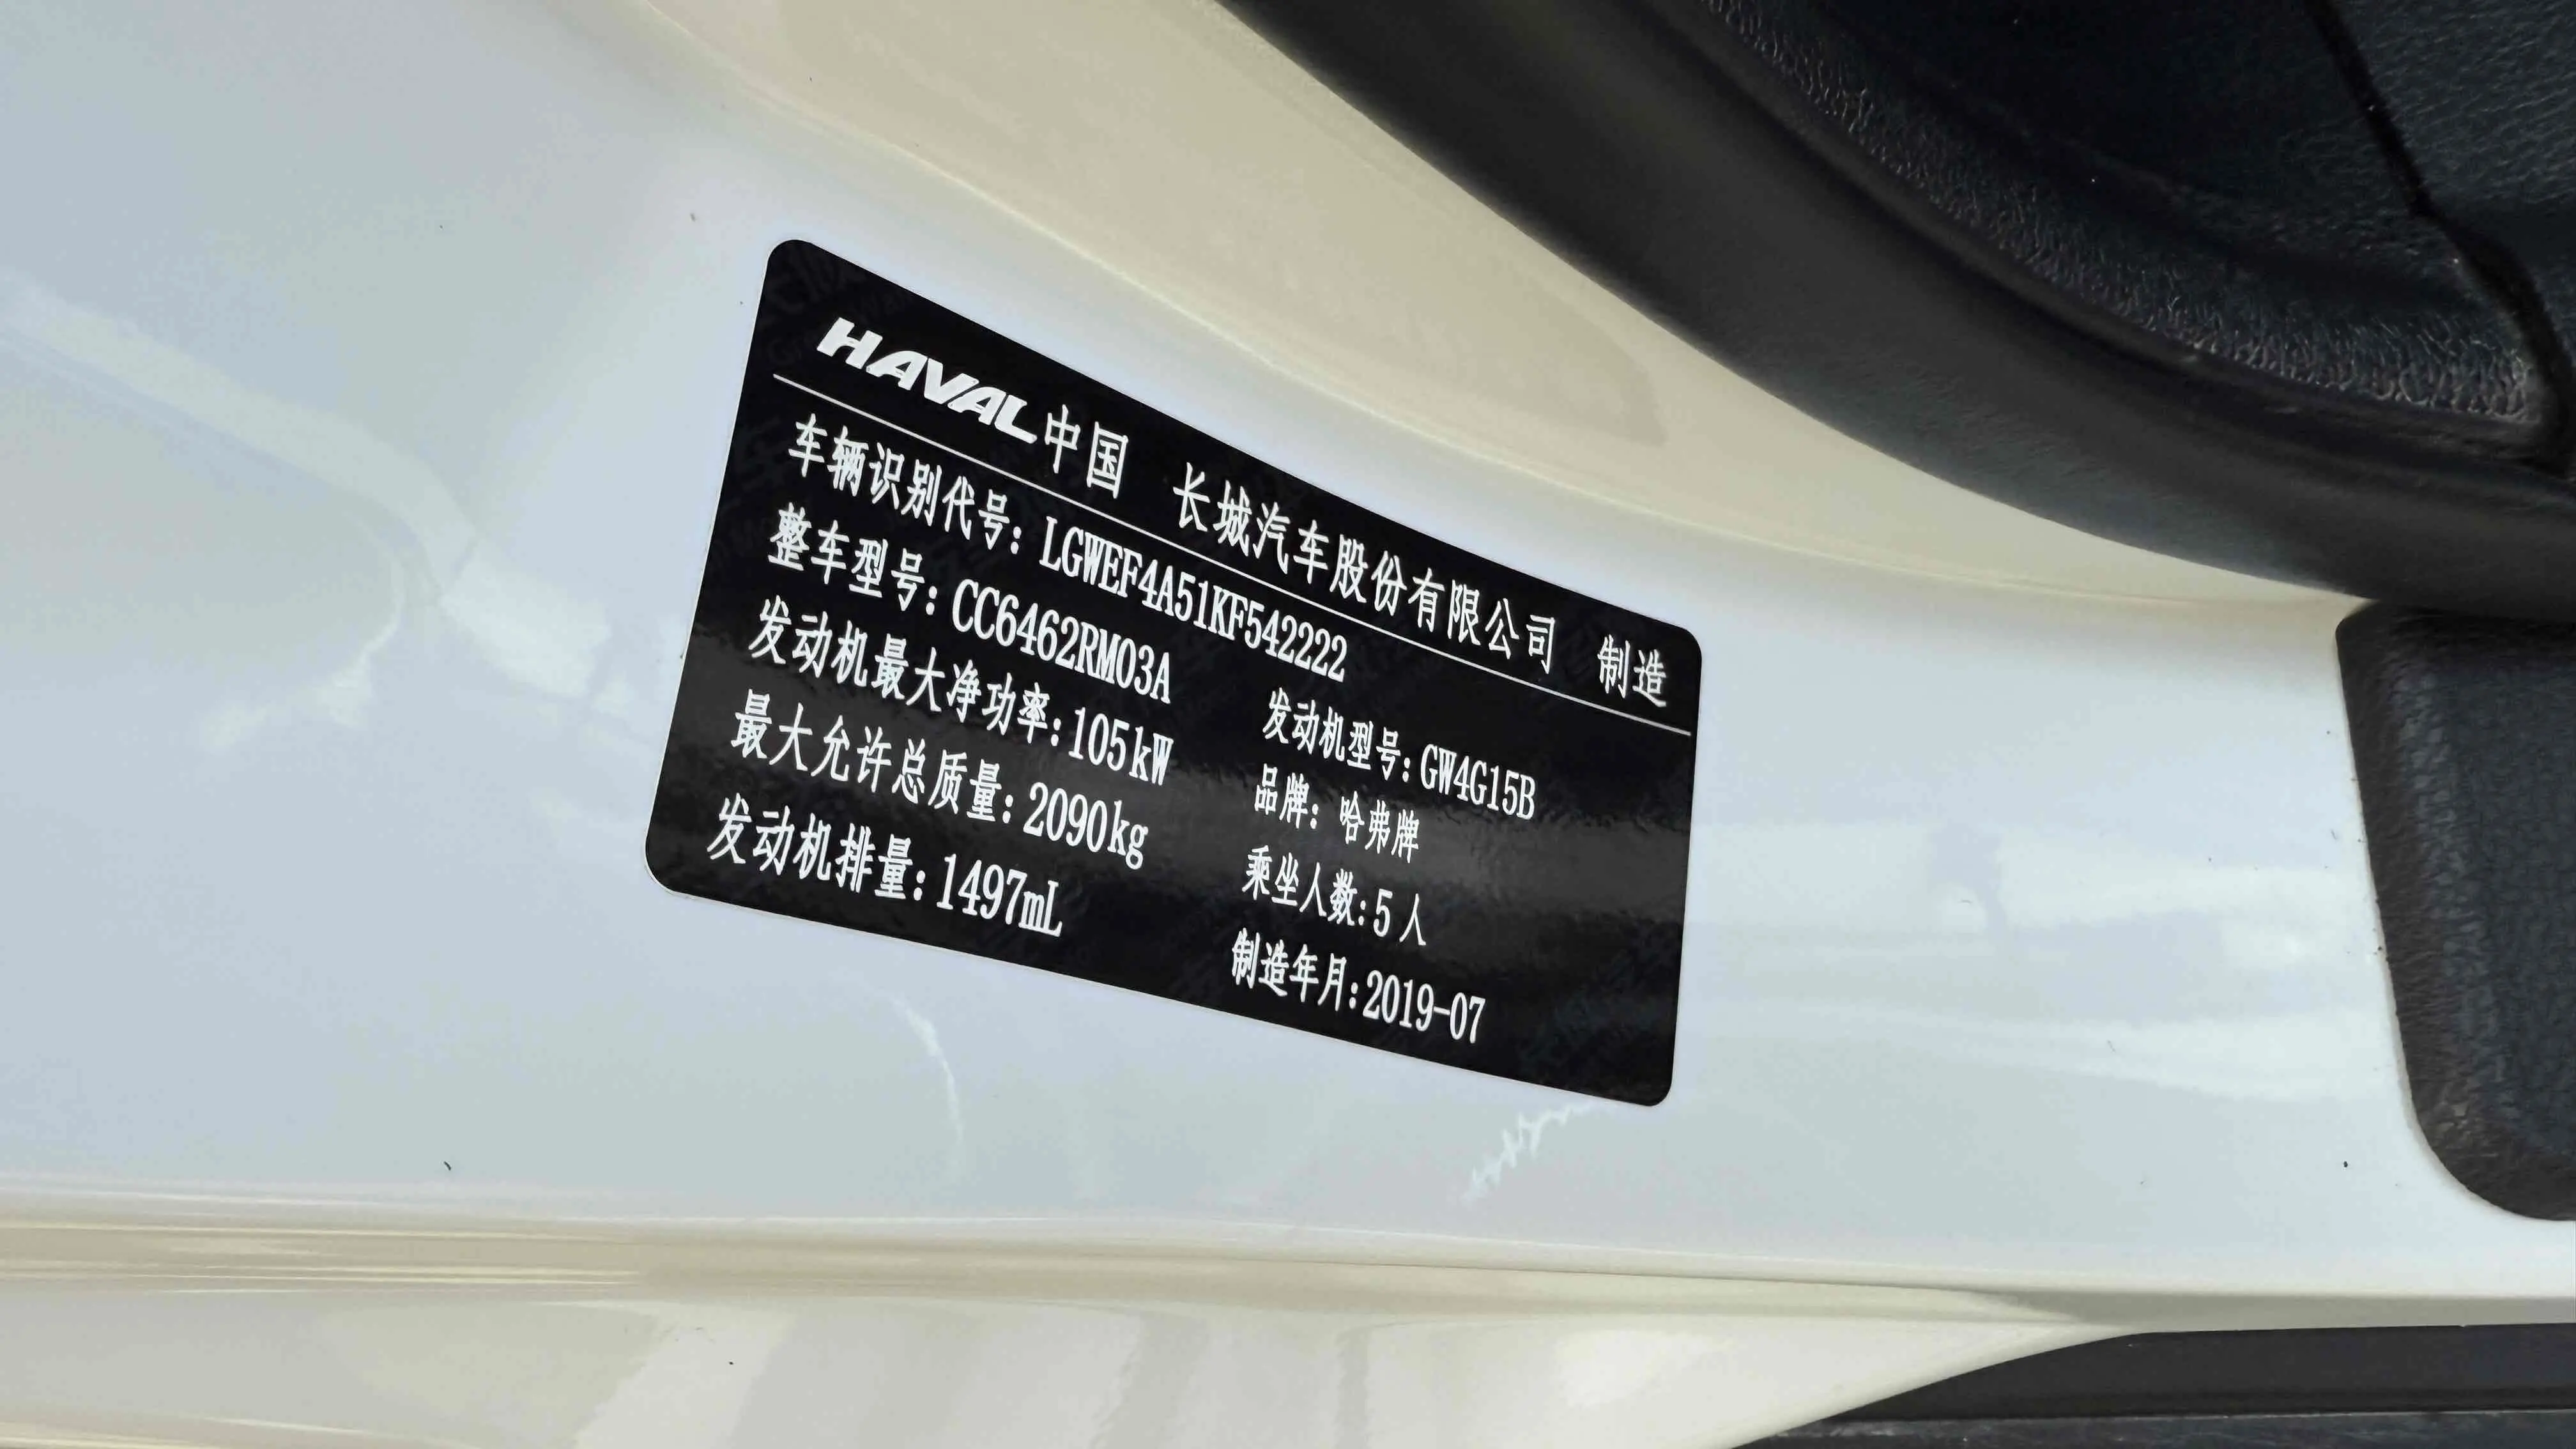 HAVAL中国 长城汽车股份有限公司 制造
车辆识别代号：LGWEF4A51KF542222
整车型号：CC6462RM03A 发动机型号：GW4G15B
发动机最大净功率：105kW 品牌：哈弗牌
最大允许总质量：2090kg 乘坐人数：5人
发动机排量：1497mL 制造年月：2019-07